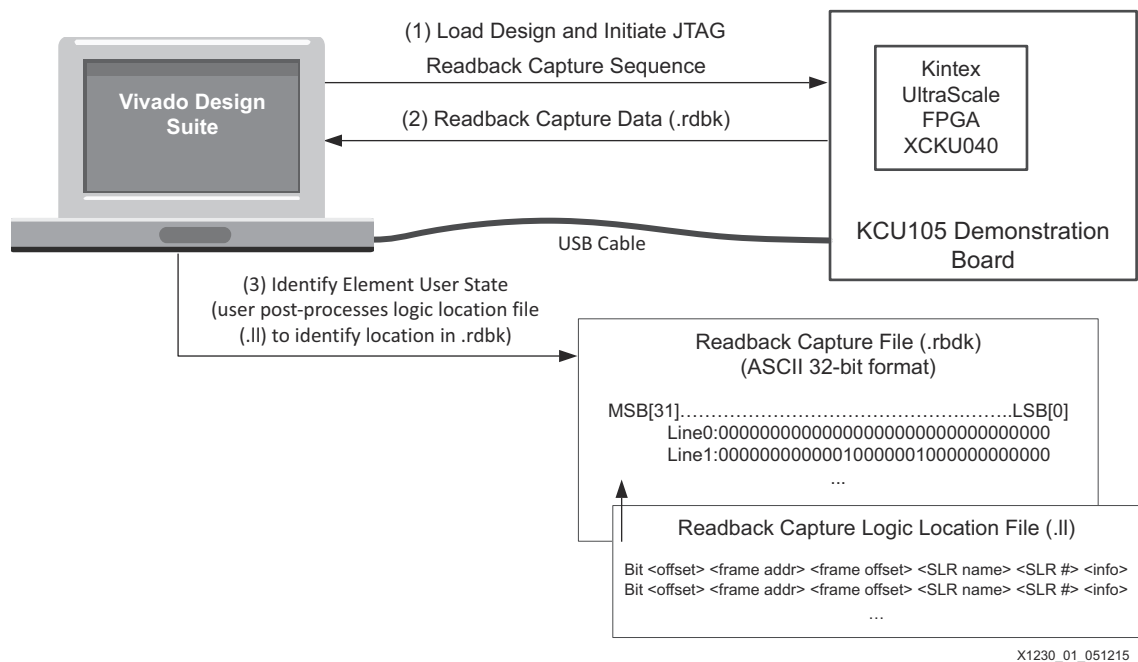 (1) Load Design and Initiate JTAG
Readback Capture Sequence
Vivado Design
Suite
(2) Readback Capture Data (.rdbk)
Kintex
UltraScale
FPGA
XCKU040
KCU105 Demonstration
Board
USB Cable
(3) Identify Element User State
(user post-processes logic location file
(.ll) to identify location in .rdbk)
Readback Capture File (.rbdk)
(ASCII 32-bit format)
MSB[31]……………………………………………..LSB[0]
Line0:00000000000000000000000000000000
Line1:00000000000010000001000000000000
...
Readback Capture Logic Location File (.ll)
Bit <offset> <frame addr> <frame offset> <SLR name> <SLR #> <info>
Bit <offset> <frame addr> <frame offset> <SLR name> <SLR #> <info>
…
X1230_01_051215